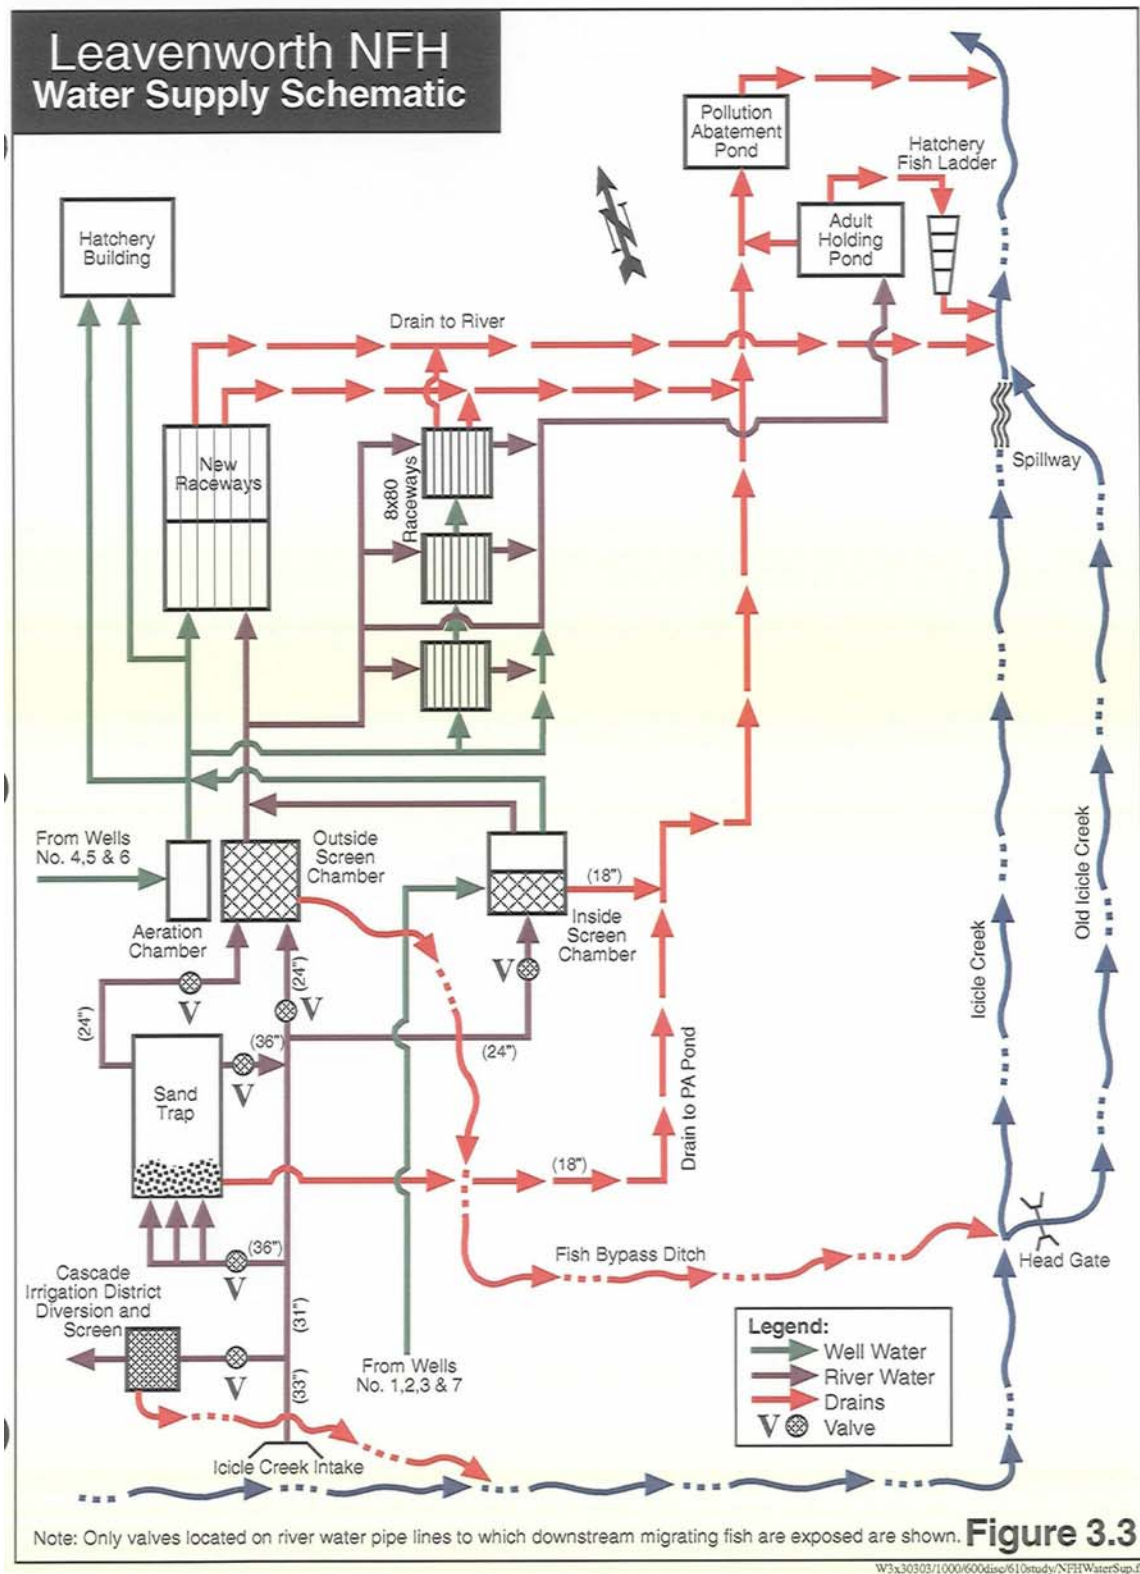 Leavenworth NFH
Water Supply Schematic
Pollution
Abatement
Pond
Hatchery
Fish Ladder
Adult
Holding
Pond
N
Hatchery
Building
Drain to River
New
Raceways
8x80
Raceways
Spillway
From Wells
No. 4,5 & 6
Aeration
Chamber
Outside
Screen
Chamber
(18")
Inside
Screen
Chamber
Icicle Creek
Old Icicle Creek
V
(24")
V
(24")
V
(36")
V
(24")
Sand
Trap
Drain to PA Pond
(18")
(36")
V
Fish Bypass Ditch
Head Gate
Cascade
Irrigation District
Diversion and
Screen
(31")
V
(33")
From Wells
No. 1,2,3 & 7
Icicle Creek Intake
Legend:
Well Water
River Water
Drains
V Valve
Note: Only valves located on river water pipe lines to which downstream migrating fish are exposed are shown.
Figure 3.3
W3x30303/1000/600disc/610study/NFHWaterSup.f